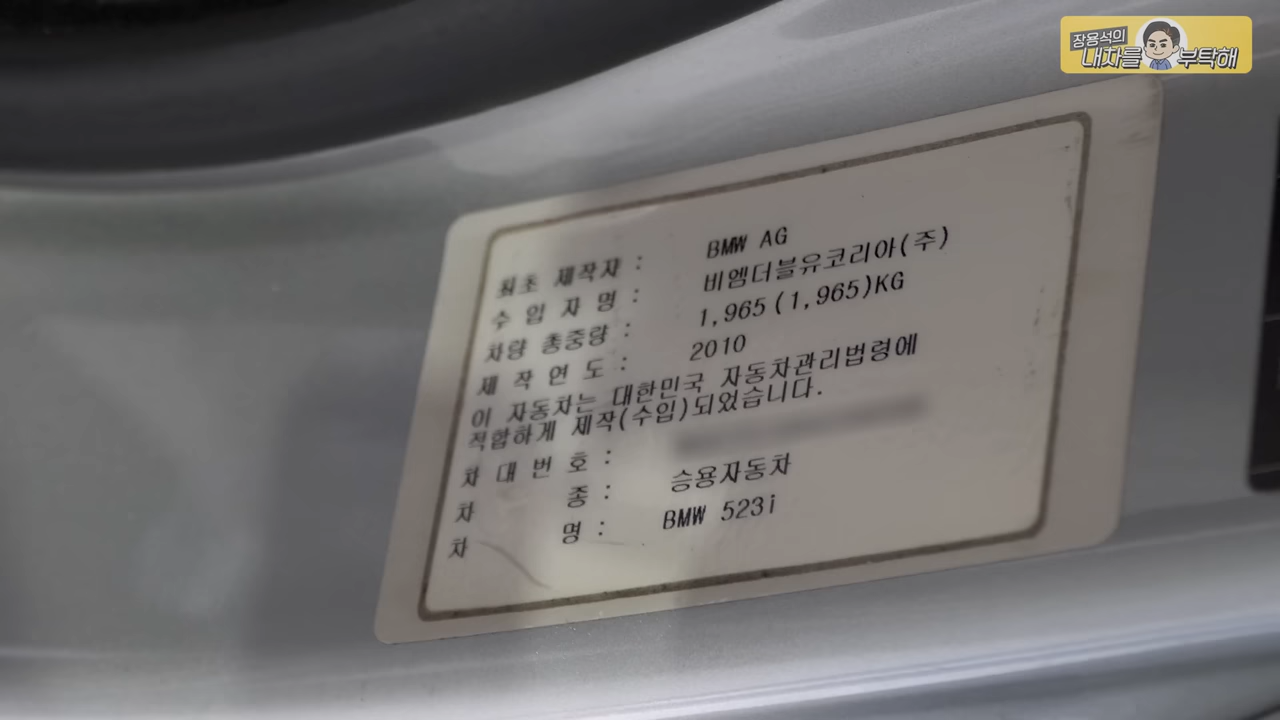 장용석의
내차를 부탁해
최초 제작자 : BMW AG
수입자명 : 비엠더블유코리아(주)
차량 총중량 : 1,965(1,965)KG
제작연도 : 2010
이 자동차는 대한민국 자동차관리법령에
적합하게 제작(수입)되었습니다.
차대번호 :
차 종 : 승용자동차
차 명 : BMW 523i